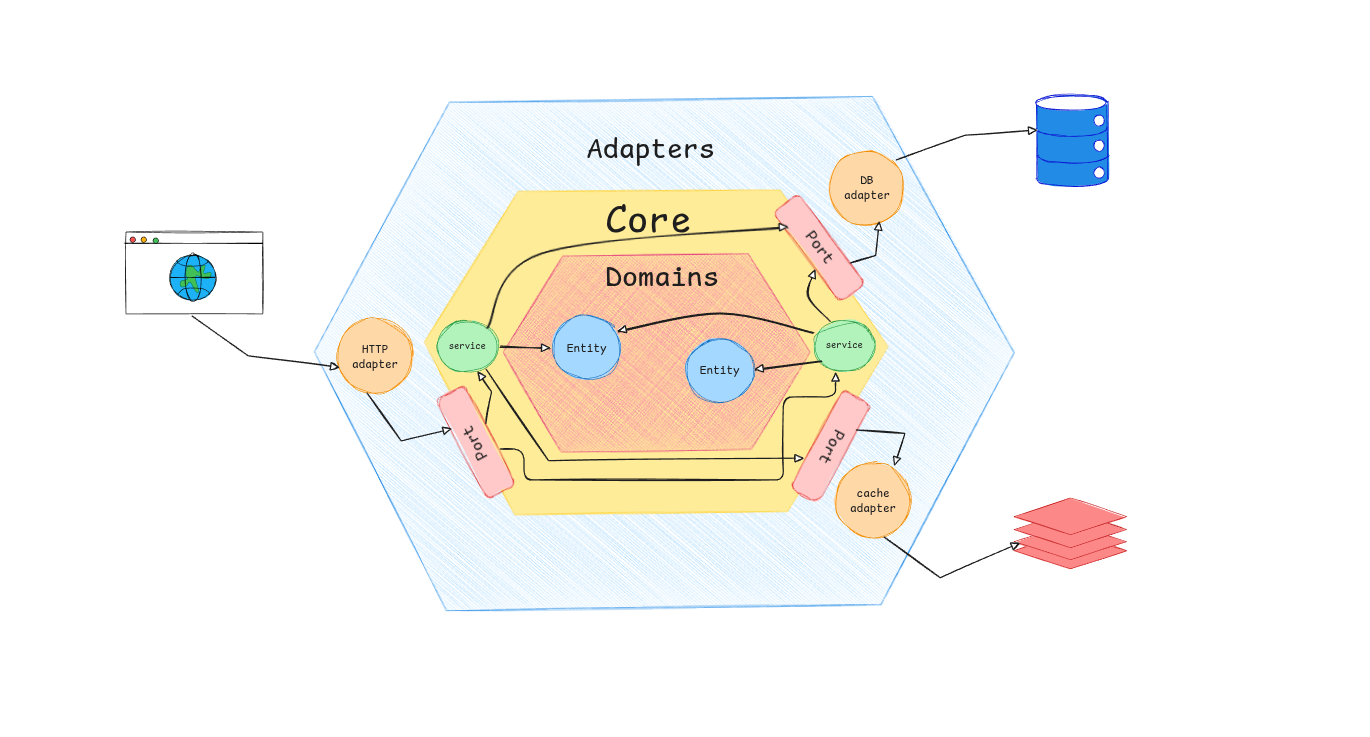 Adapters
DB
adapter
Core
Port
Domains
HTTP
adapter
service
Entity
Entity
service
Port
Port
cache
adapter